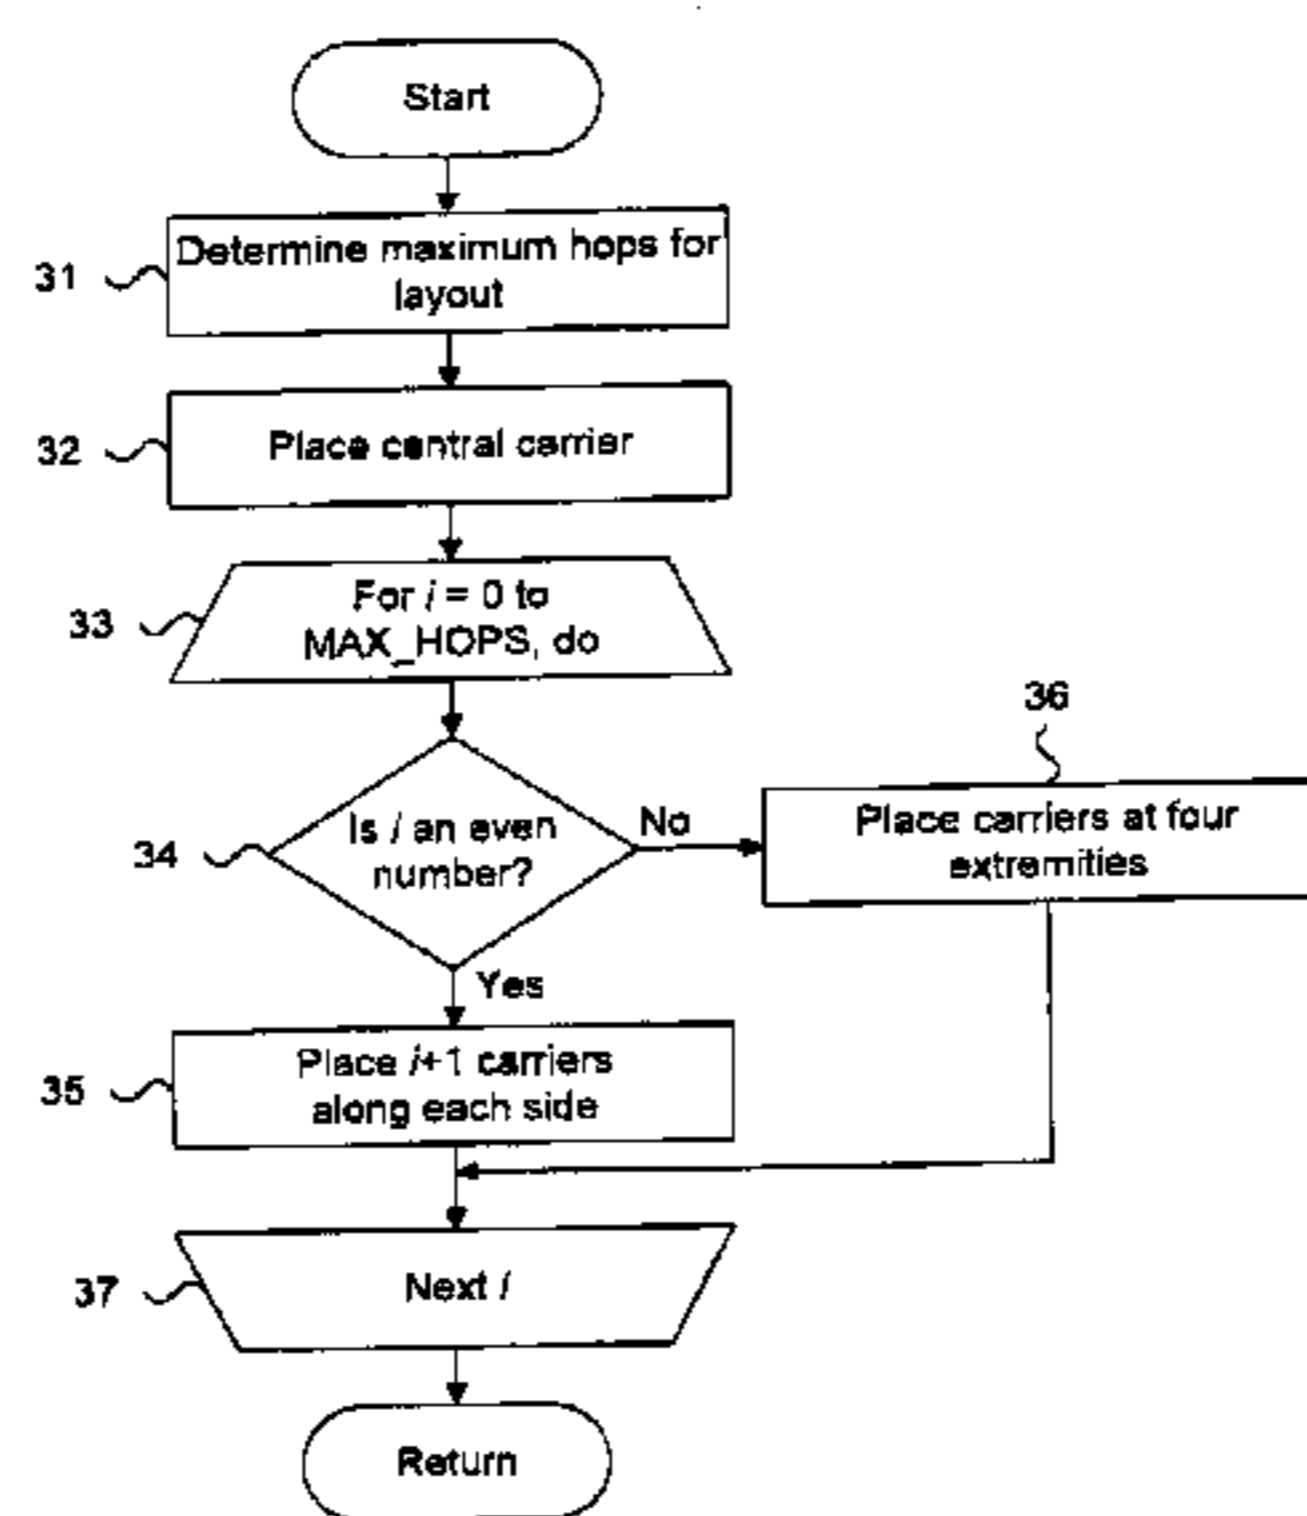 Start
31
Determine maximum hops for
layout
32
Place central carrier
33
For i = 0 to
MAX_HOPS, do
34
Is i an even
number?
No
36
Place carriers at four
extremities
Yes
35
Place i+1 carriers
along each side
37
Next i
Return